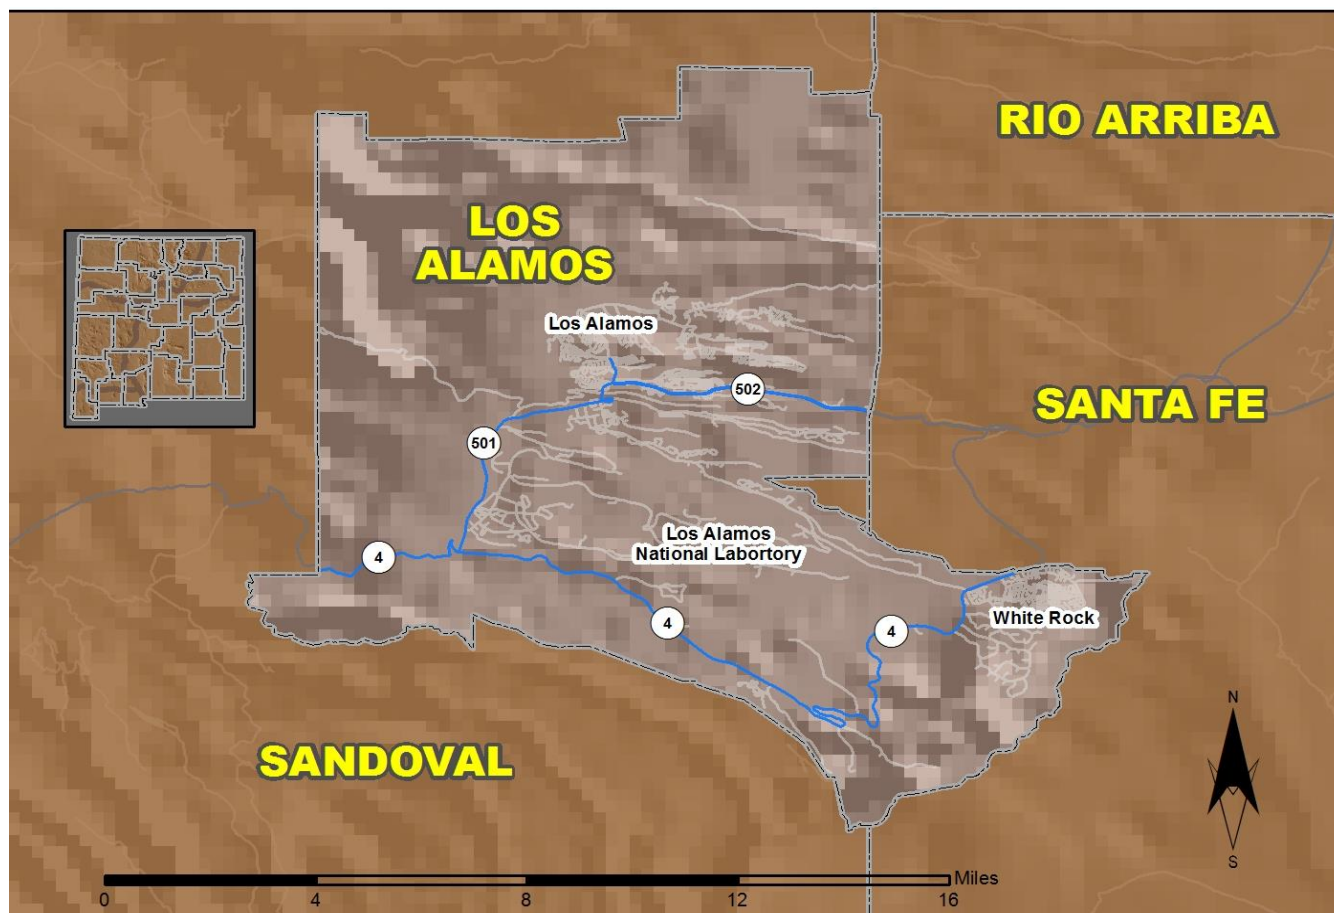 RIO ARRIBA
LOS
ALAMOS
Los Alamos
502
SANTA FE
501
Los Alamos
National Labortory
4
4
4
White Rock
N
SANDOVAL
S
Miles
0 4 8 12 16